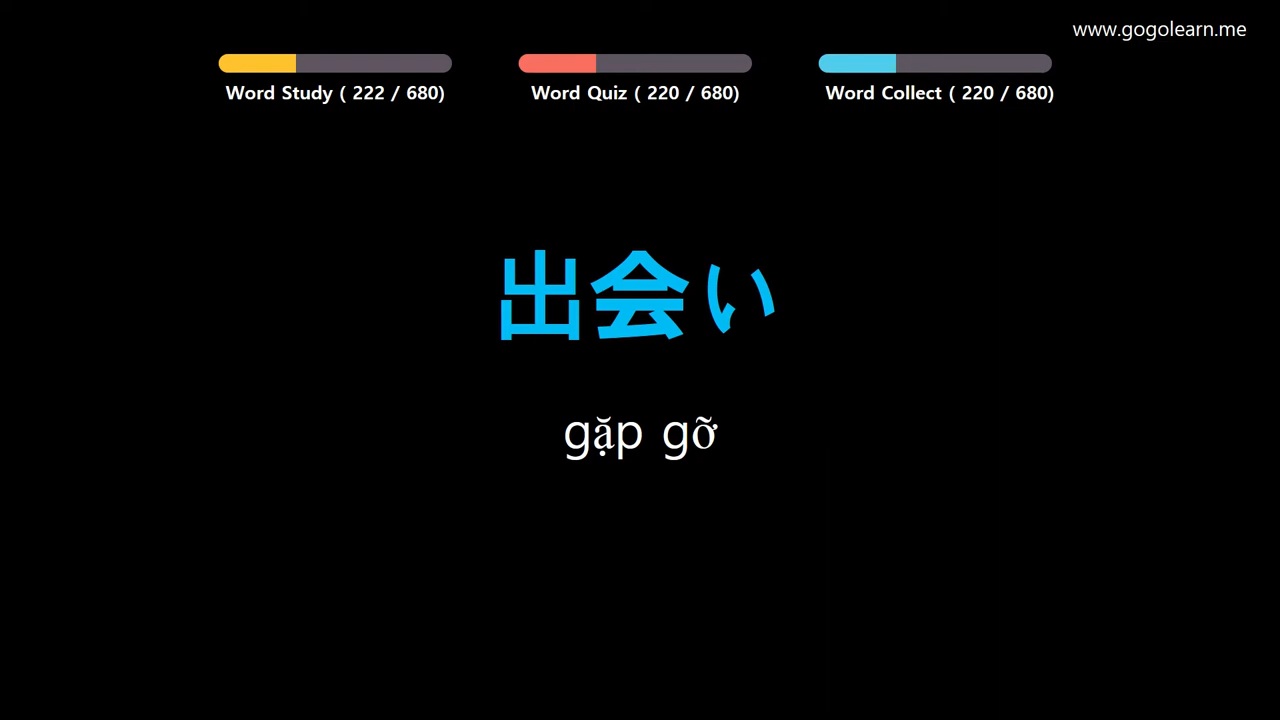 www.gogolearn.me
Word Study ( 222 / 680)
Word Quiz ( 220 / 680)
Word Collect ( 220 / 680)
出会い
gặp gỡ